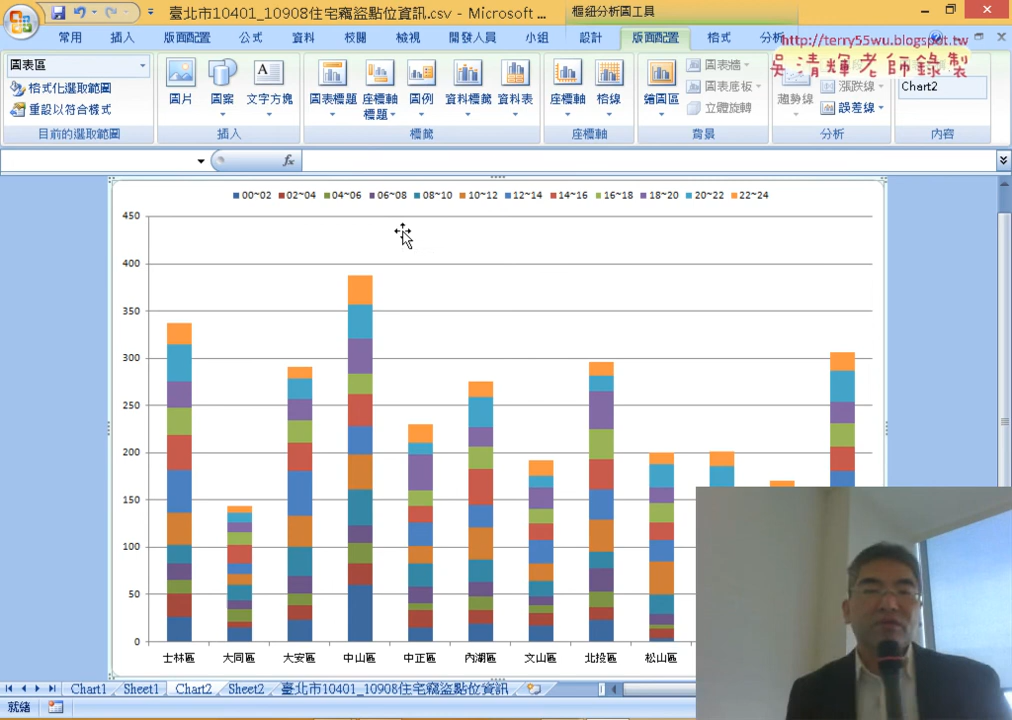 臺北市10401_10908住宅竊盜點位資訊.csv - Microsoft ...
樞紐分析圖工具
常用 插入 版面配置 公式 資料 校閱 檢視 開發人員 小組 設計 版面配置 格式 分析
http://terry55wu.blogspot.tw
吳清輝老師錄製
圖表區
格式化選取範圍
重設以符合樣式
目前的選取範圍
圖片 圖案 文字方塊
插入
圖表標題 座標軸標題 圖例 資料標籤 資料表
標籤
座標軸 格線
座標軸
繪圖區
圖表牆
圖表底板
立體旋轉
背景
趨勢線
漲跌線
誤差線
分析
Chart2
內容
fx
00~02 02~04 04~06 06~08 08~10 10~12 12~14 14~16 16~18 18~20 20~22 22~24
450
400
350
300
250
200
150
100
50
0
士林區 大同區 大安區 中山區 中正區 內湖區 文山區 北投區 松山區
Chart1 Sheet1 Chart2 Sheet2 臺北市10401_10908住宅竊盜點位資訊
就緒